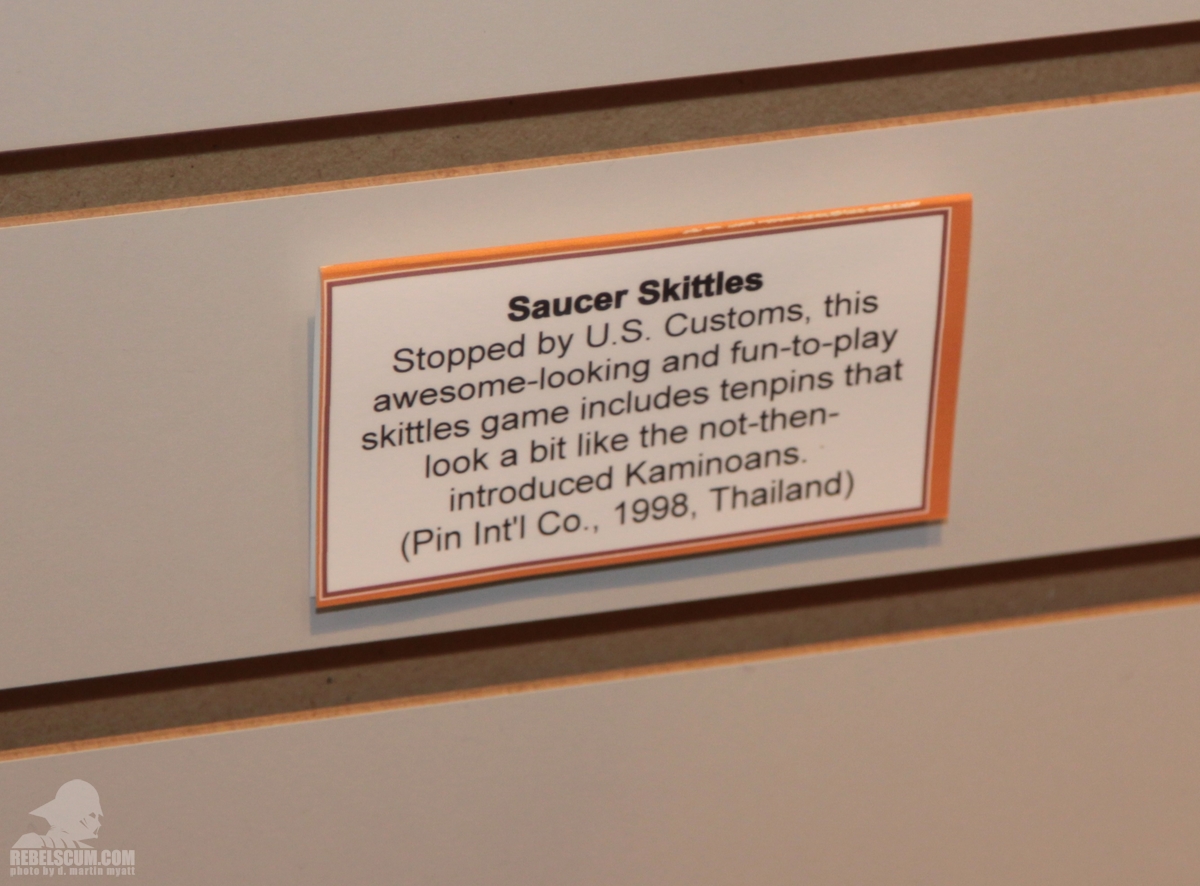 Saucer Skittles
Stopped by U.S. Customs, this
awesome-looking and fun-to-play
skittles game includes tenpins that
look a bit like the not-then-
introduced Kaminoans.
(Pin Int'l Co., 1998, Thailand)
REBELSCUM.COM
photo by d. martin myatt